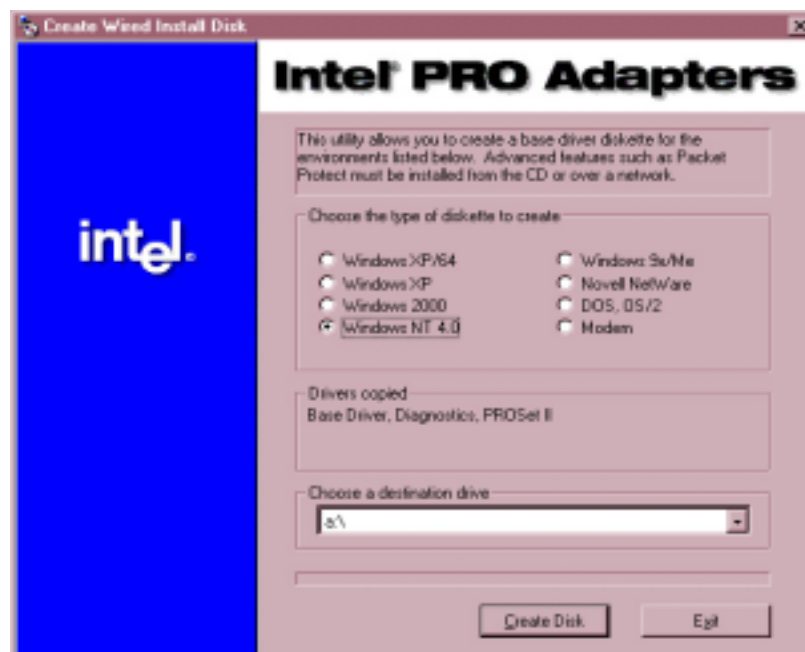 Create Wired Install Disk
Intel® PRO Adapters
This utility allows you to create a base driver diskette for the
environments listed below. Advanced features such as Packet
Protect must be installed from the CD or over a network.
intel.
Choose the type of diskette to create
Windows XP/64
Windows XP
Windows 2000
Windows NT 4.0
Windows 9x/Me
Novell NetWare
DOS, OS/2
Modem
Drivers copied
Base Driver, Diagnostics, PROSet II
Choose a destination drive
a:\
Create Disk
Exit